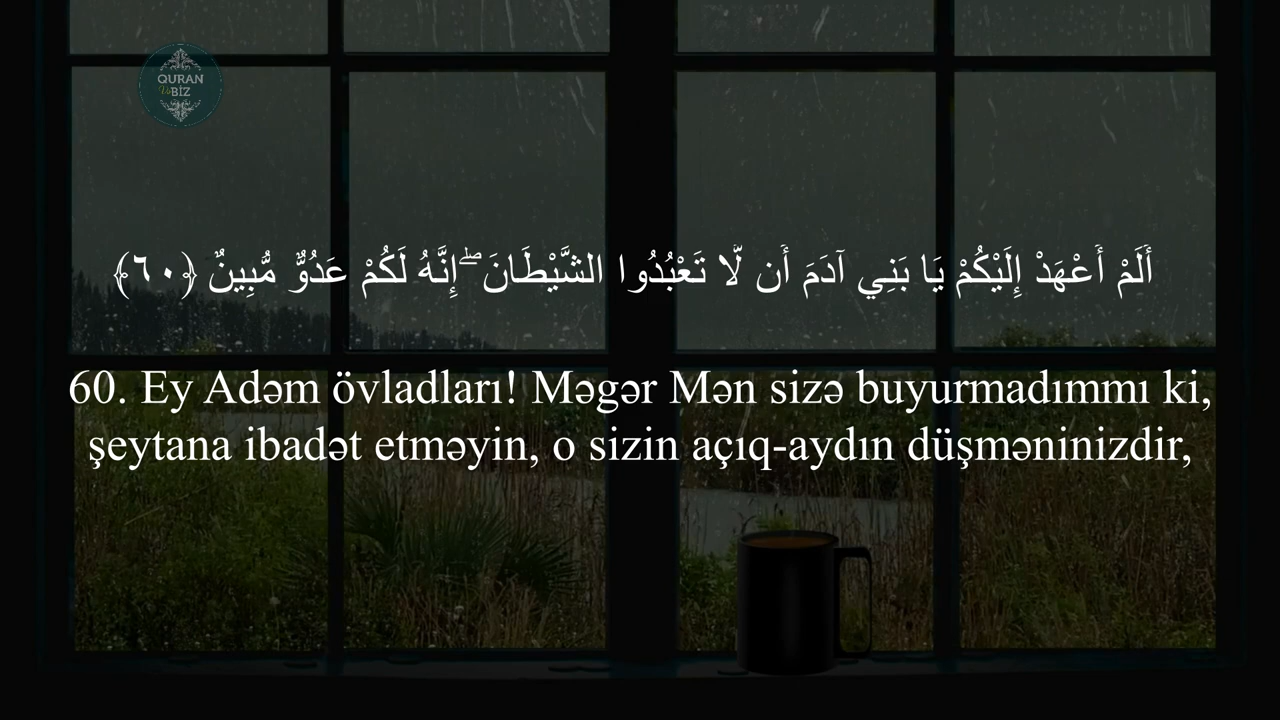 QURAN
Və BİZ
أَلَمْ أَعْهَدْ إِلَيْكُمْ يَا بَنِي آدَمَ أَن لَّا تَعْبُدُوا الشَّيْطَانَ ۖ إِنَّهُ لَكُمْ عَدُوٌّ مُّبِينٌ ﴿٦٠﴾
60. Ey Adəm övladları! Məgər Mən sizə buyurmadımmı ki,
şeytana ibadət etməyin, o sizin açıq-aydın düşməninizdir,